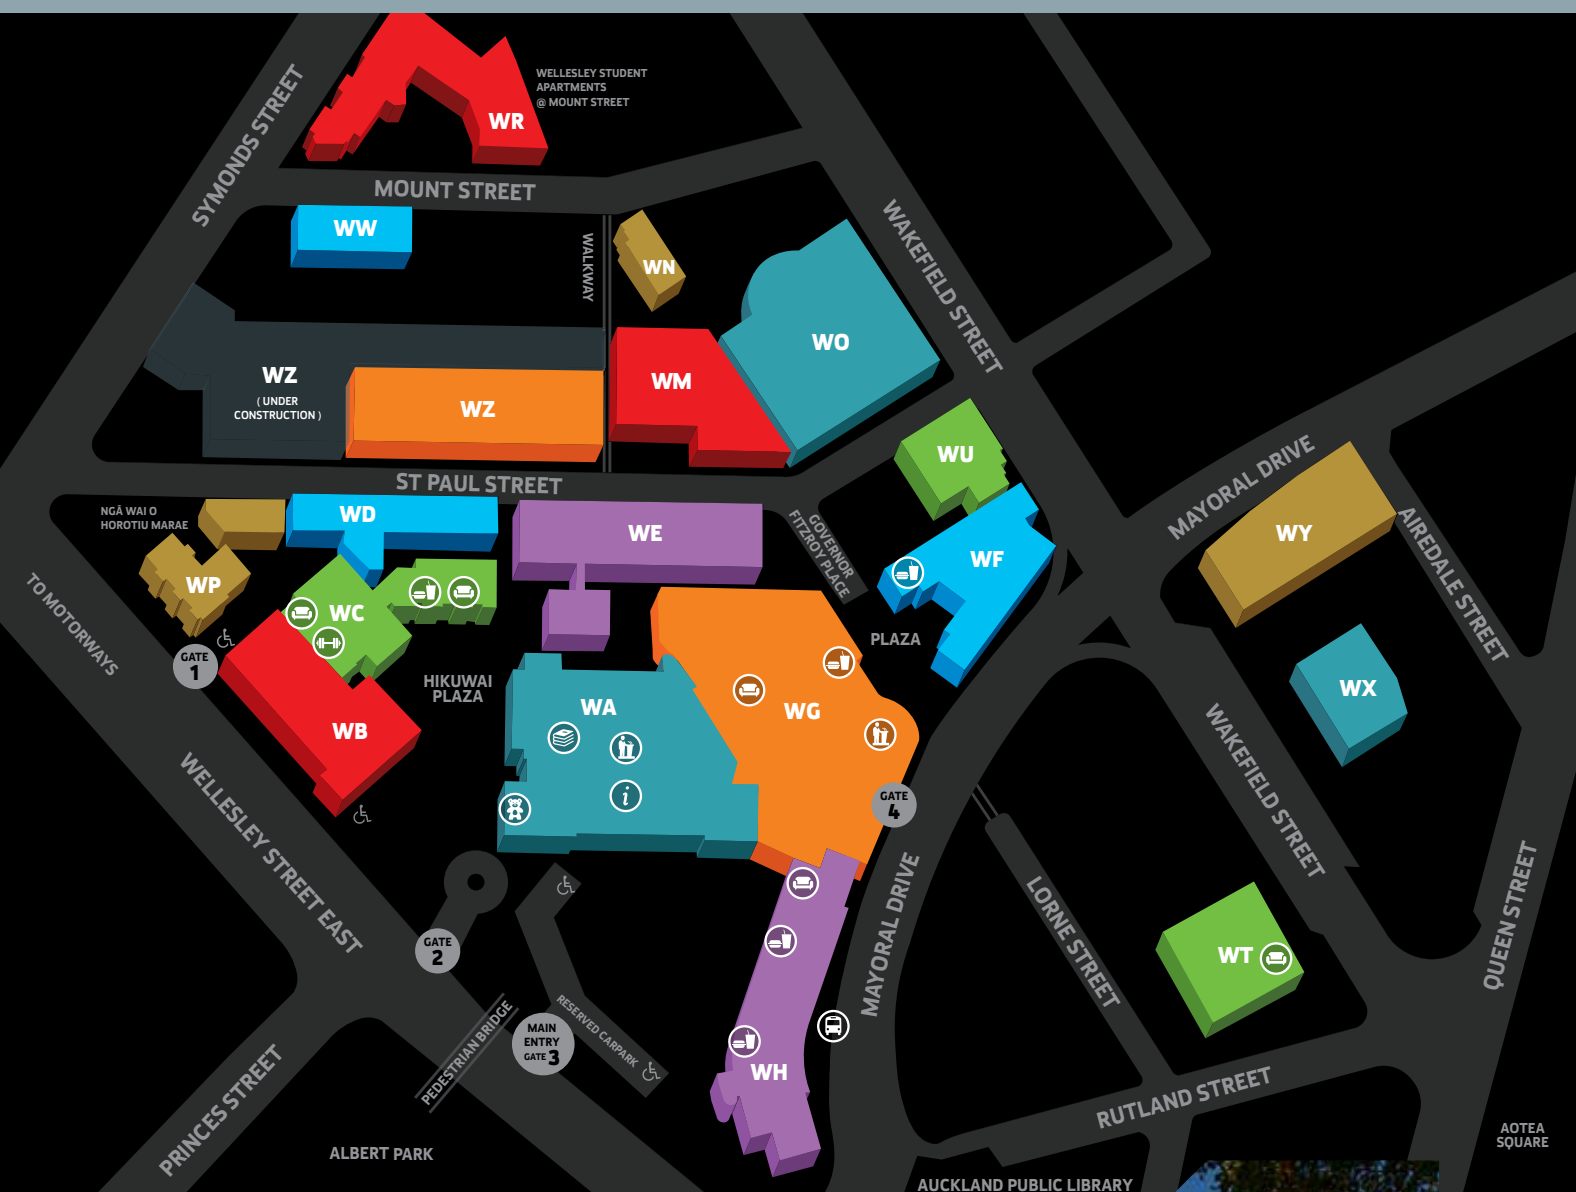 WELLESLEY STUDENT
APARTMENTS
@ MOUNT STREET
WR
SYMONDS STREET
MOUNT STREET
WW
WALKWAY
WN
WAKEFIELD STREET
WO
WZ
( UNDER
CONSTRUCTION )
WZ
WM
WU
MAYORAL DRIVE
ST PAUL STREET
NGĀ WAI O
HOROTIU MARAE
WD
WE
GOVERNOR
FITZROY PLACE
WF
WY
AIREDALE STREET
WP
WC
TO MOTORWAYS
GATE
1
PLAZA
HIKUWAI
PLAZA
WA
WG
WX
WB
WELLESLEY STREET EAST
i
GATE
4
WAKEFIELD STREET
MAYORAL DRIVE
LORNE STREET
QUEEN STREET
WT
GATE
2
PEDESTRIAN BRIDGE
MAIN
ENTRY
GATE 3
RESERVED CARPARK
WH
PRINCES STREET
RUTLAND STREET
AOTEA
SQUARE
ALBERT PARK
AUCKLAND PUBLIC LIBRARY